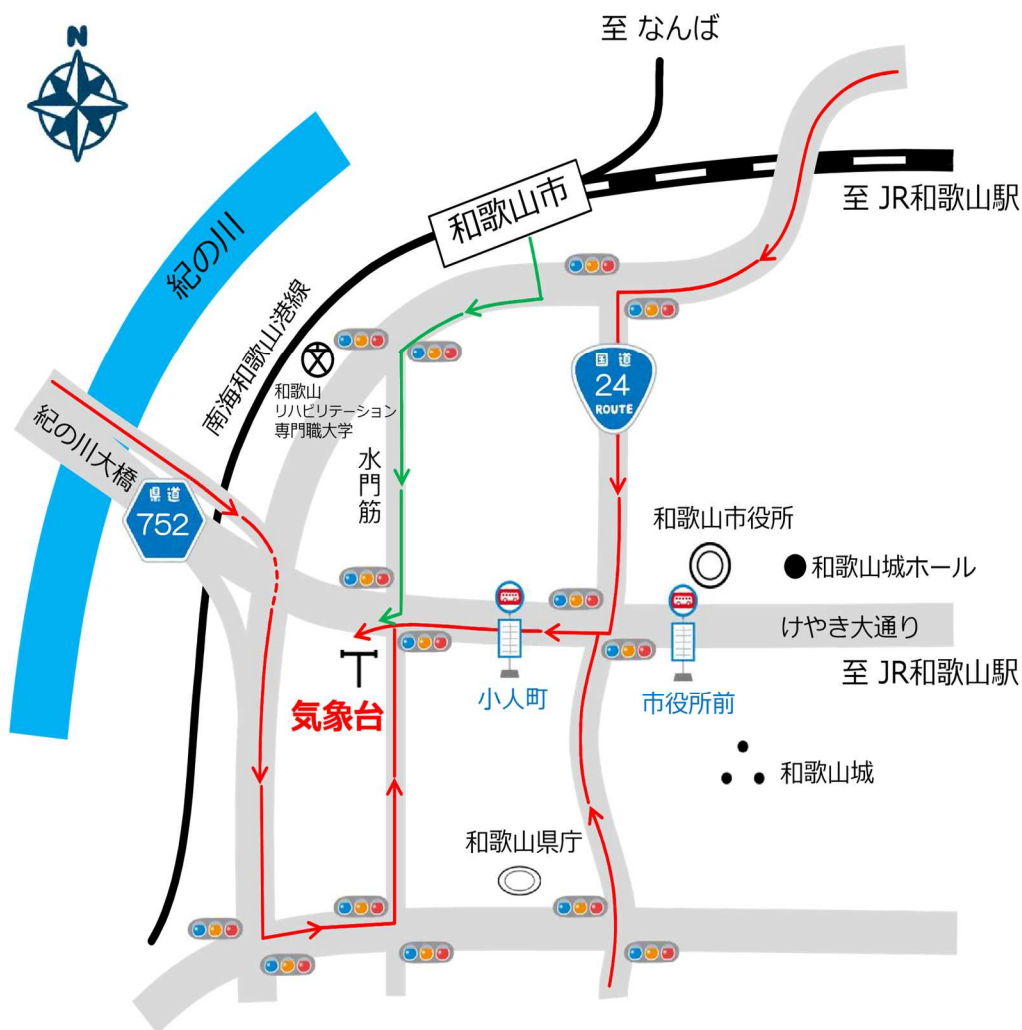 N
至 なんば
和歌山市
至 JR和歌山駅
紀の川
南海和歌山港線
和歌山
リハビリテーション
専門職大学
国道
24
ROUTE
紀の川大橋
県道
752
水門筋
和歌山市役所
和歌山城ホール
けやき大通り
至 JR和歌山駅
小人町
市役所前
気象台
和歌山城
和歌山県庁